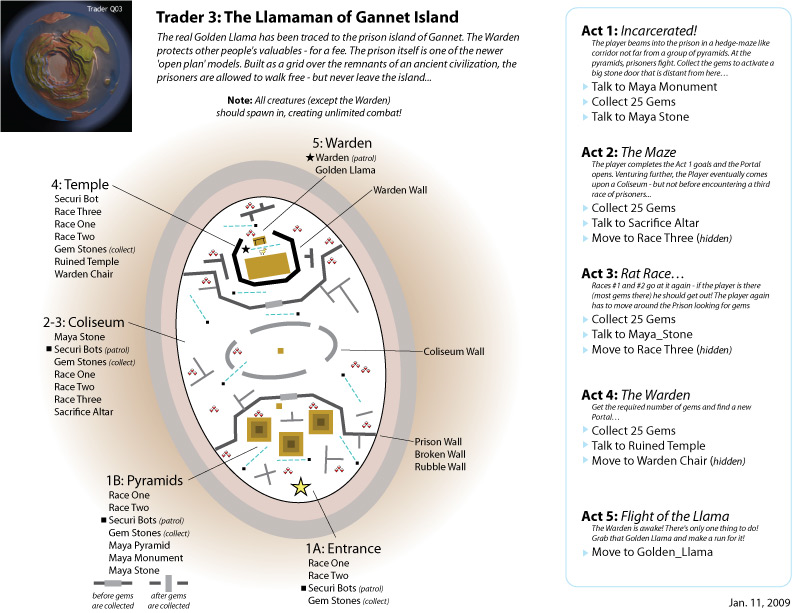 Trader Q03
Trader 3: The Llamaman of Gannet Island
The real Golden Llama has been traced to the prison island of Gannet. The Warden
protects other people's valuables - for a fee. The prison itself is one of the newer
'open plan' models. Built as a grid over the remnants of an ancient civilization, the
prisoners are allowed to walk free - but never leave the island...
Note: All creatures (except the Warden)
should spawn in, creating unlimited combat!
5: Warden
Warden (patrol)
Golden Llama
Warden Wall
4: Temple
Securi Bot
Race Three
Race One
Race Two
Gem Stones (collect)
Ruined Temple
Warden Chair
2-3: Coliseum
Maya Stone
Securi Bots (patrol)
Gem Stones (collect)
Race One
Race Two
Race Three
Sacrifice Altar
Coliseum Wall
Prison Wall
Broken Wall
Rubble Wall
1B: Pyramids
Race One
Race Two
Securi Bots (patrol)
Gem Stones (collect)
Maya Pyramid
Maya Monument
Maya Stone
before gems
are collected
after gems
are collected
1A: Entrance
Race One
Race Two
Securi Bots (patrol)
Gem Stones (collect)
Act 1: Incarcerated!
The player beams into the prison in a hedge-maze like
corridor not far from a group of pyramids. At the
pyramids, prisoners fight. Collect the gems to activate a
big stone door that is distant from here…
Talk to Maya Monument
Collect 25 Gems
Talk to Maya Stone
Act 2: The Maze
The player completes the Act 1 goals and the Portal
opens. Venturing further, the Player eventually comes
upon a Coliseum - but not before encountering a third
race of prisoners...
Collect 25 Gems
Talk to Sacrifice Altar
Move to Race Three (hidden)
Act 3: Rat Race…
Races #1 and #2 go at it again - if the player is there
(most gems there) he should get out! The player again
has to move around the Prison looking for gems
Collect 25 Gems
Talk to Maya_Stone
Move to Race Three (hidden)
Act 4: The Warden
Get the required number of gems and find a new
Portal…
Collect 25 Gems
Talk to Ruined Temple
Move to Warden Chair (hidden)
Act 5: Flight of the Llama
The Warden is awake! There's only one thing to do!
Grab that Golden Llama and make a run for it!
Move to Golden_Llama
Jan. 11, 2009